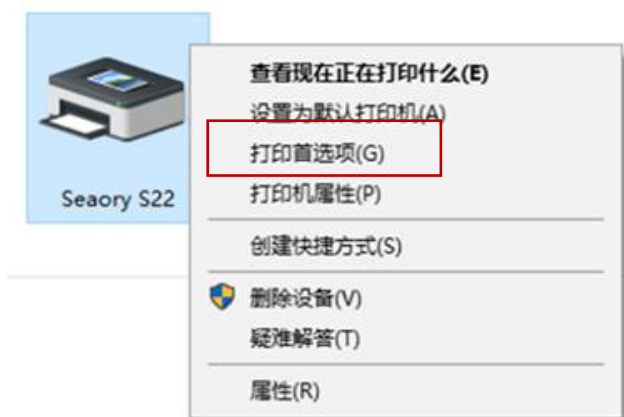 查看现在正在打印什么(E)
设置为默认打印机(A)
打印首选项(G)
Seaory S22
打印机属性(P)
创建快捷方式(S)
删除设备(V)
疑难解答(T)
属性(R)